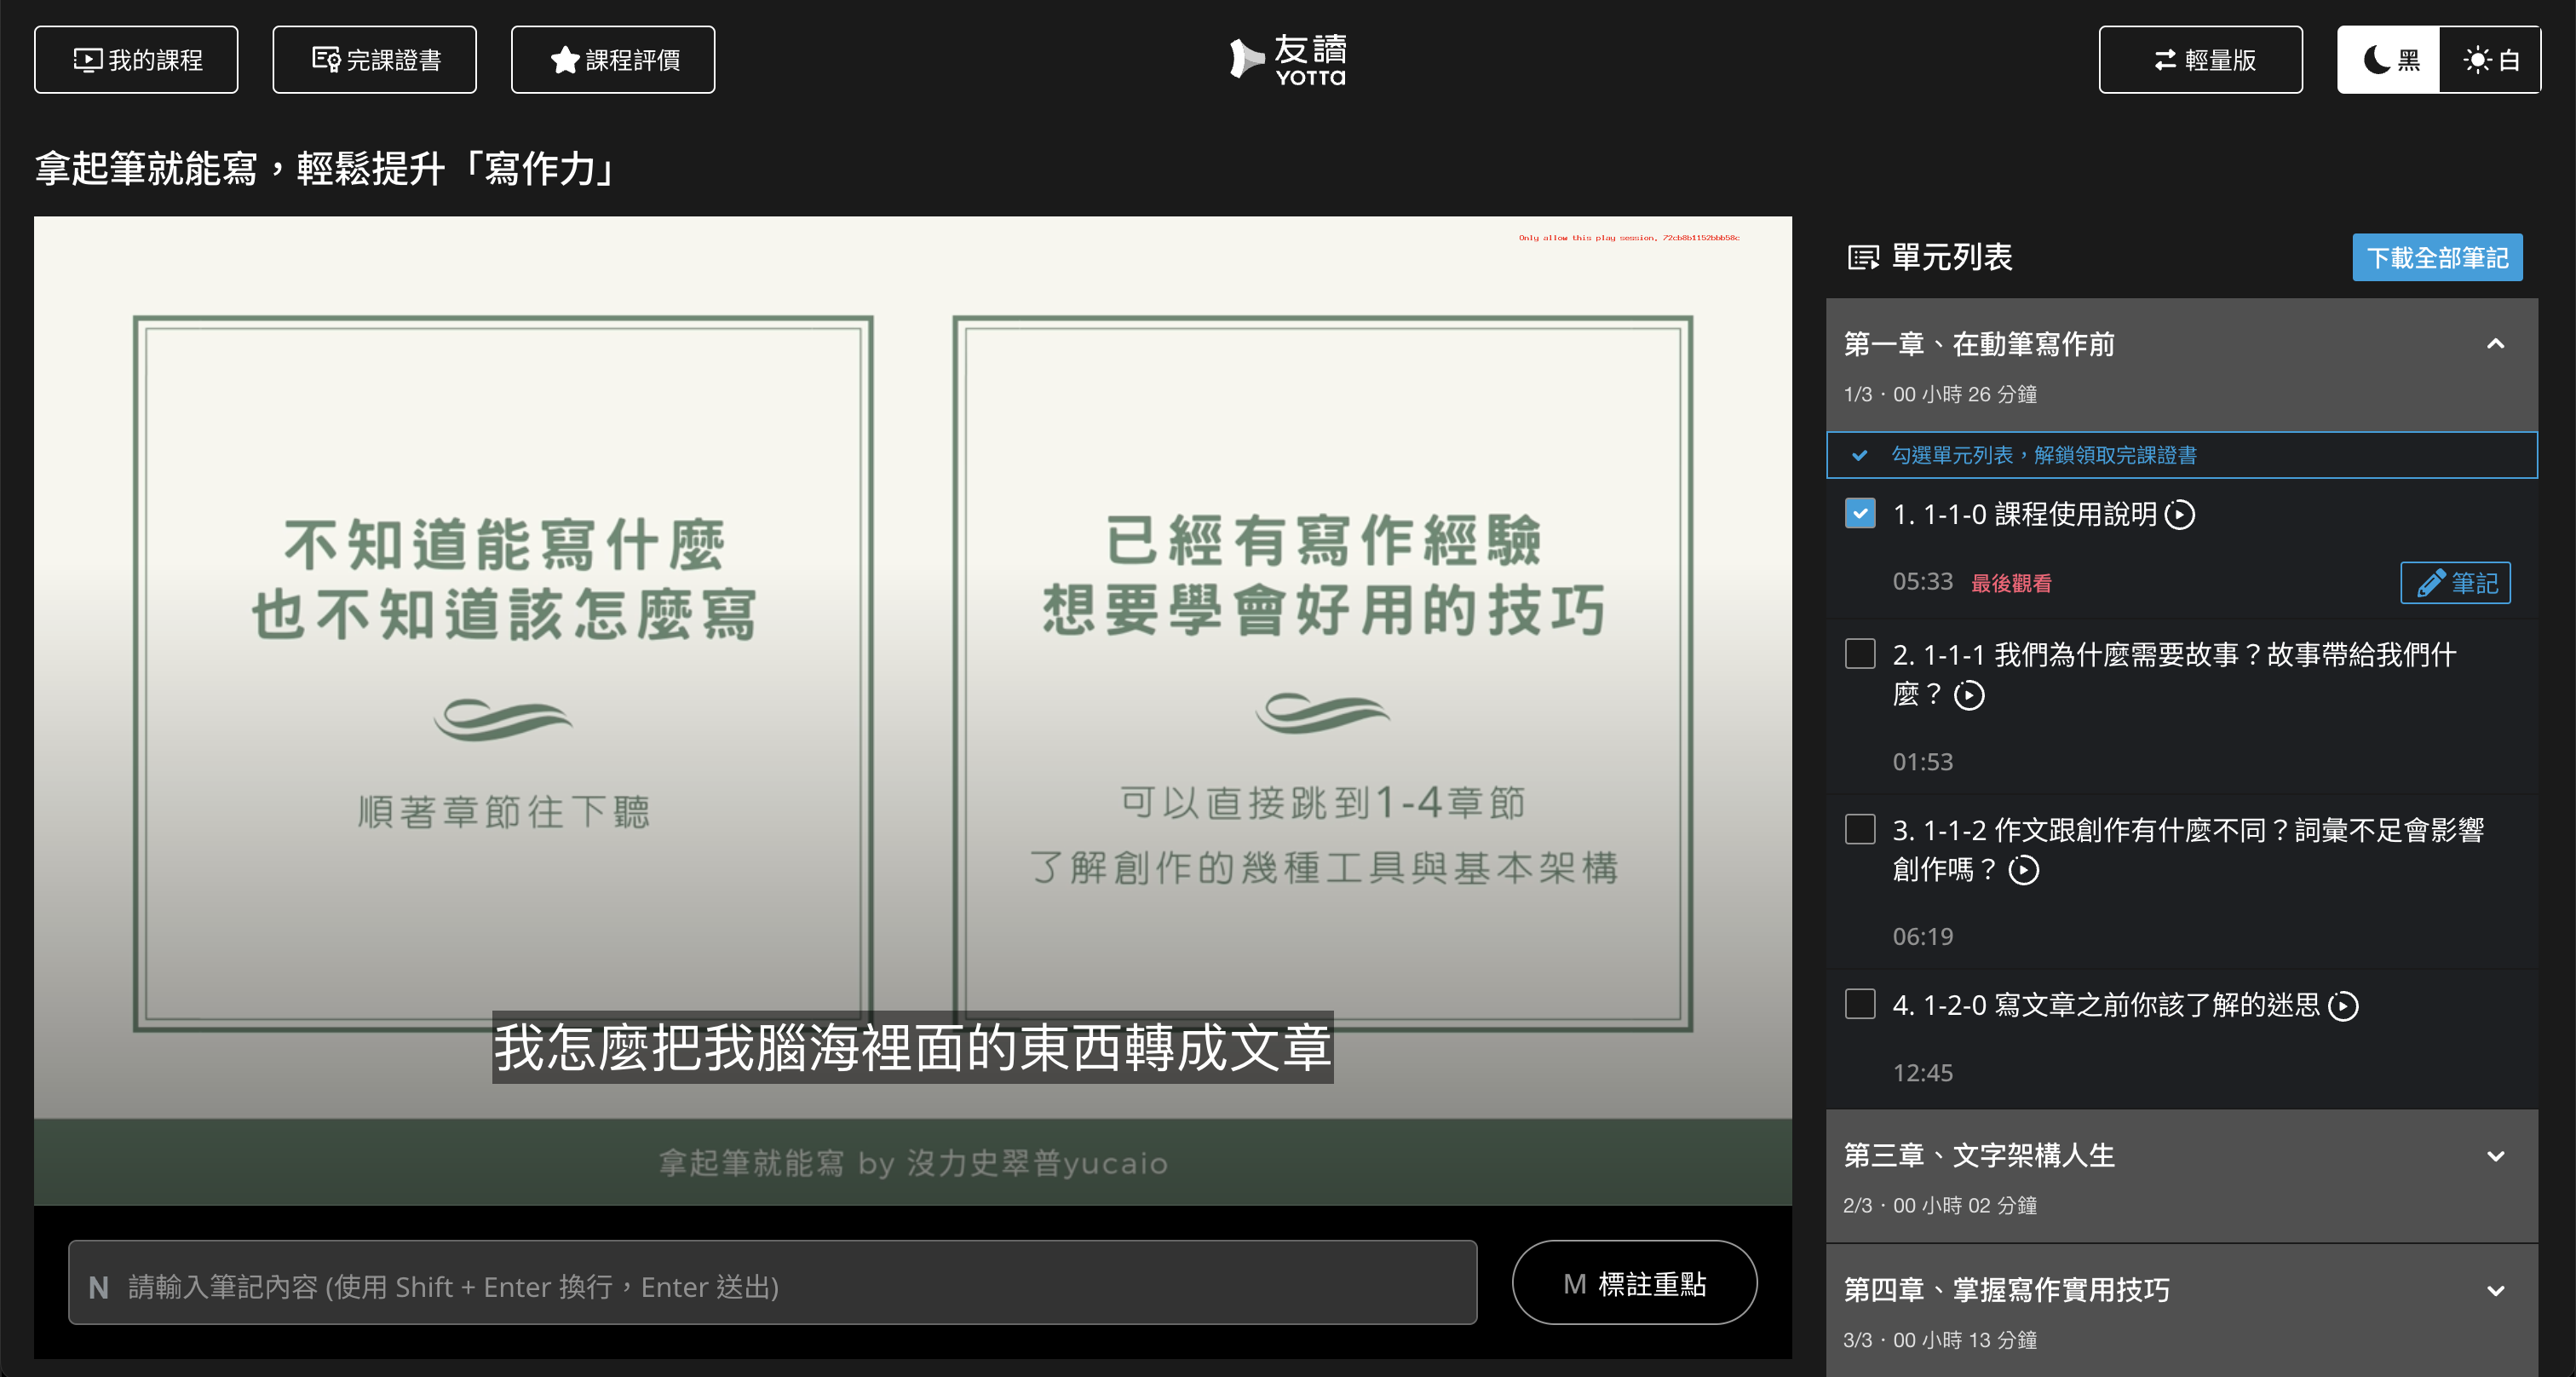 我的課程
完課證書
課程評價
友讀
YOTTA
輕量版
黑
白
拿起筆就能寫，輕鬆提升「寫作力」
Only allow this play session, 72cb8b1152bbb58c
不知道能寫什麼
也不知道該怎麼寫
順著章節往下聽
已經有寫作經驗
想要學會好用的技巧
可以直接跳到1-4章節
了解創作的幾種工具與基本架構
我怎麼把我腦海裡面的東西轉成文章
拿起筆就能寫 by 沒力史翠普yucaio
N 請輸入筆記內容 (使用 Shift + Enter 換行，Enter 送出)
M 標註重點
單元列表
下載全部筆記
第一章、在動筆寫作前
1/3・00 小時 26 分鐘
勾選單元列表，解鎖領取完課證書
1. 1-1-0 課程使用說明
05:33 最後觀看
筆記
2. 1-1-1 我們為什麼需要故事？故事帶給我們什
麼？
01:53
3. 1-1-2 作文跟創作有什麼不同？詞彙不足會影響
創作嗎？
06:19
4. 1-2-0 寫文章之前你該了解的迷思
12:45
第三章、文字架構人生
2/3・00 小時 02 分鐘
第四章、掌握寫作實用技巧
3/3・00 小時 13 分鐘